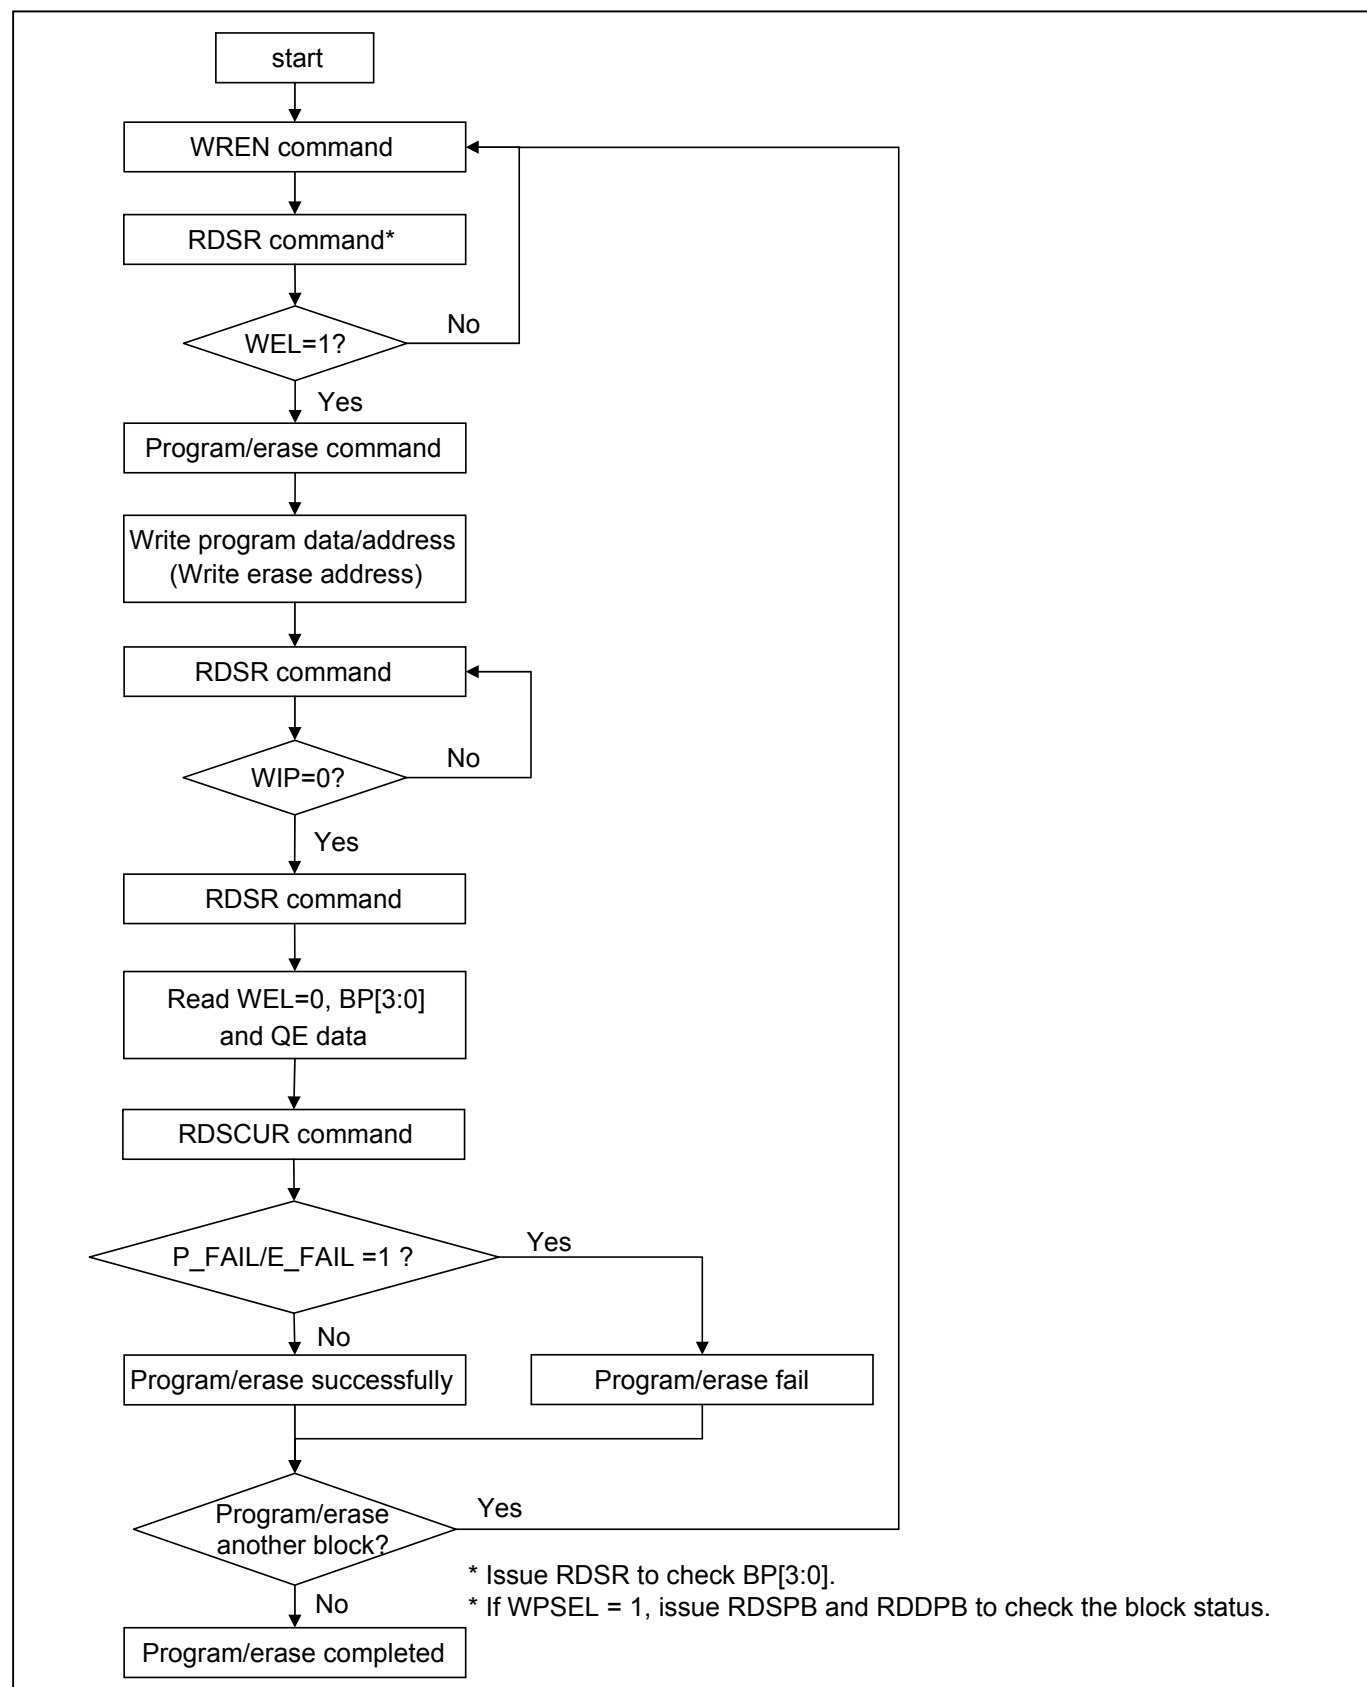 start
WREN command
RDSR command*
WEL=1?
No
Yes
Program/erase command
Write program data/address
(Write erase address)
RDSR command
WIP=0?
No
Yes
RDSR command
Read WEL=0, BP[3:0]
and QE data
RDSCUR command
P_FAIL/E_FAIL =1 ?
Yes
No
Program/erase successfully
Program/erase fail
Program/erase
another block?
Yes
* Issue RDSR to check BP[3:0].
* If WPSEL = 1, issue RDSPB and RDDPB to check the block status.
No
Program/erase completed